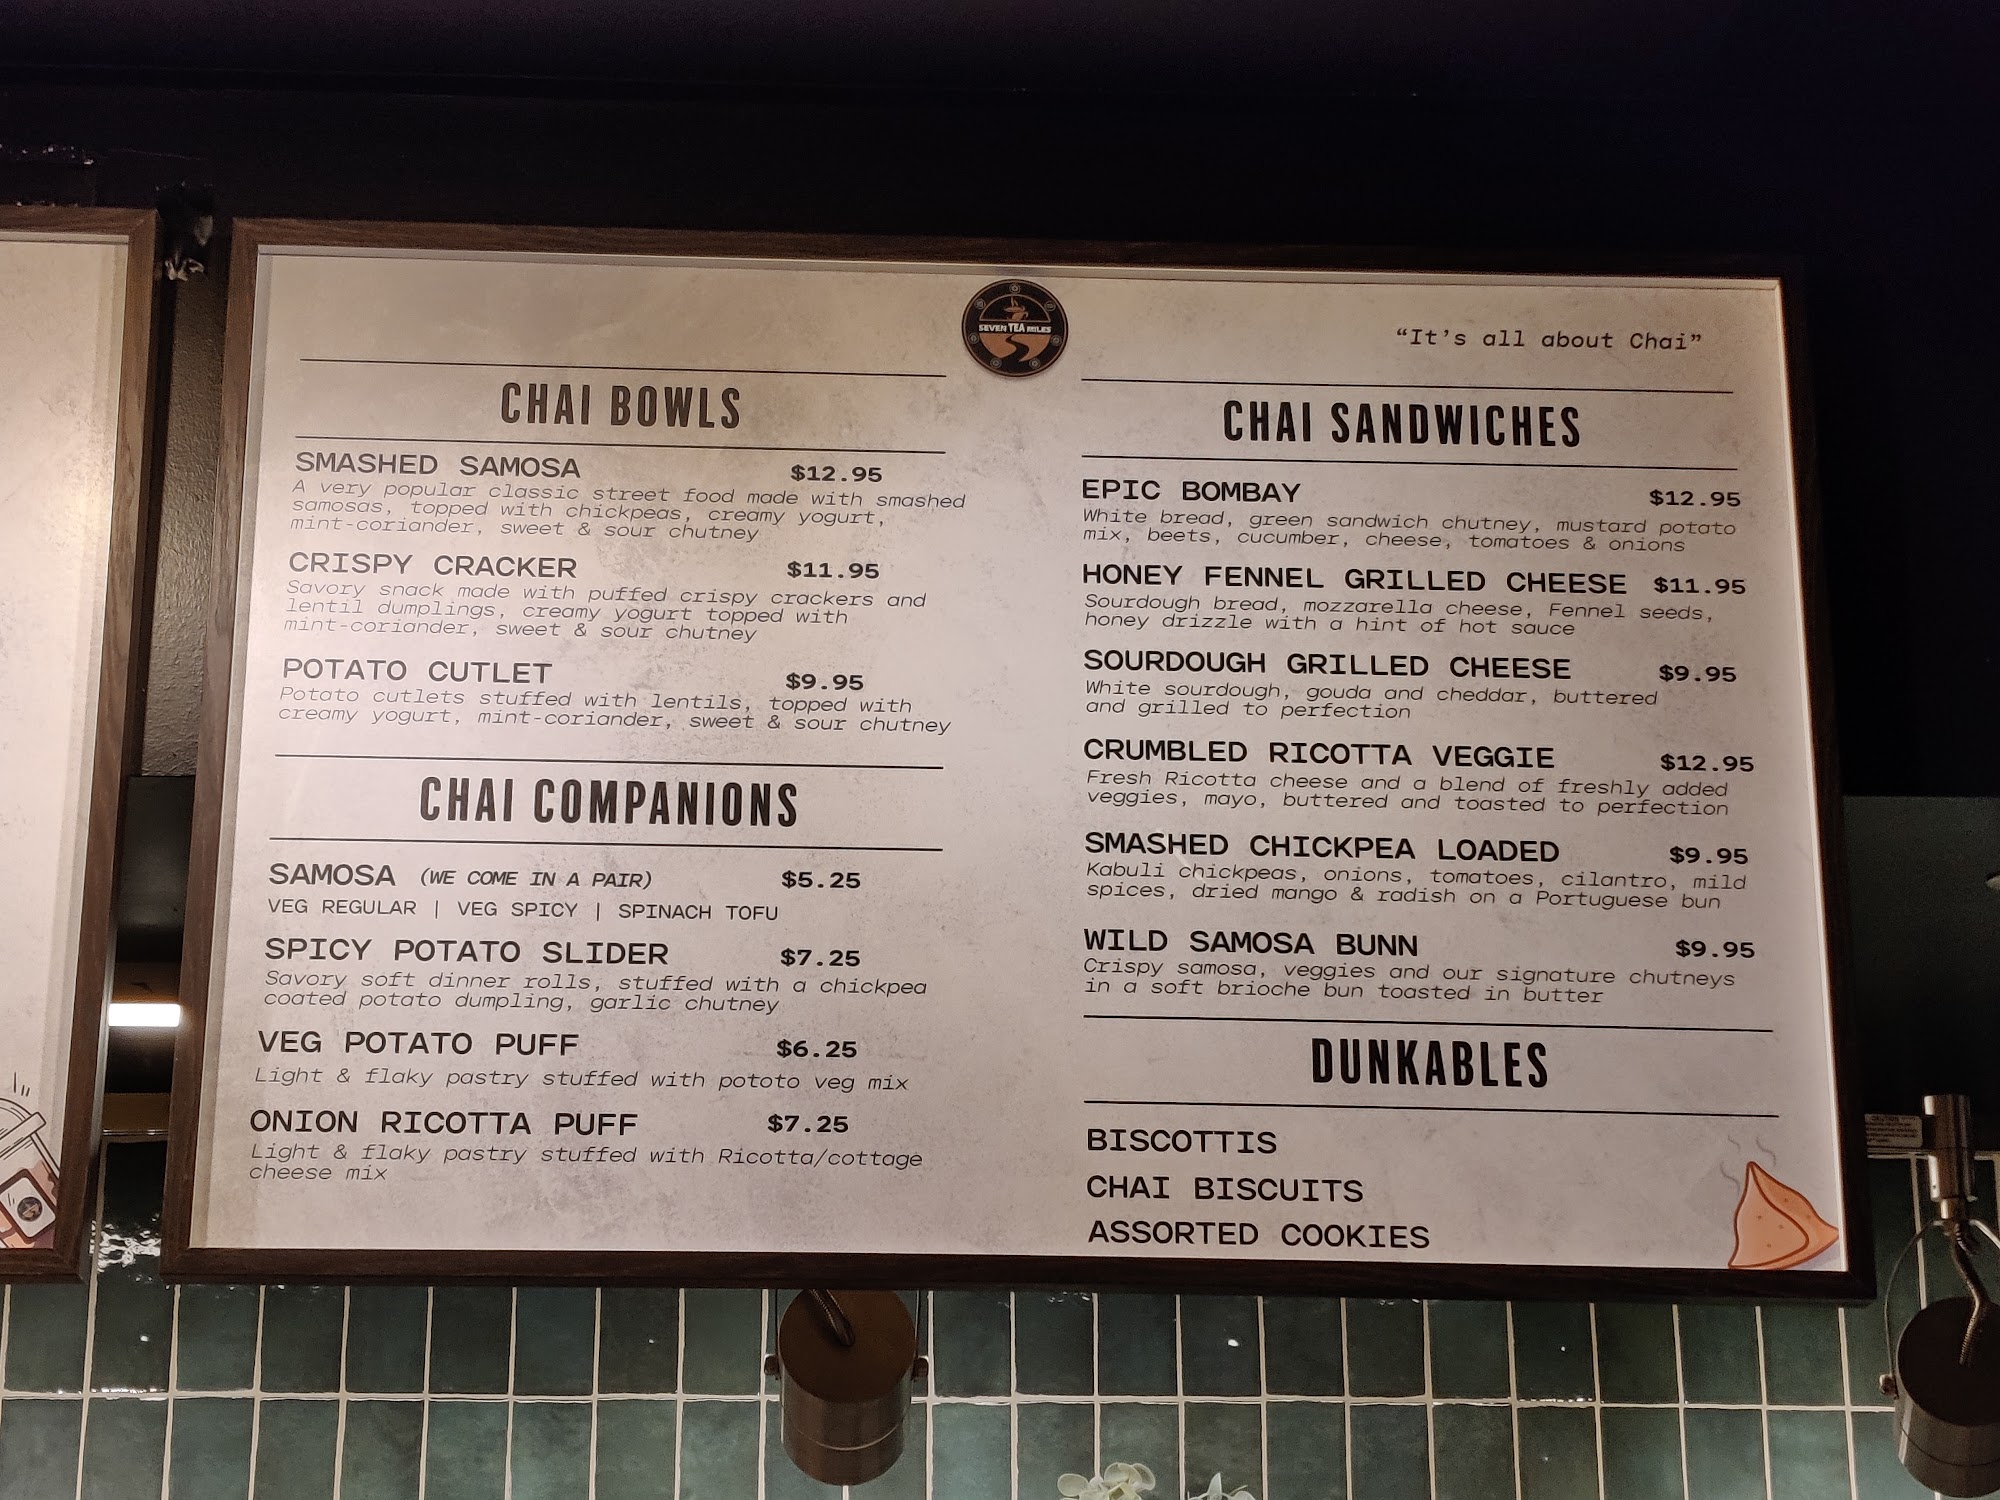 SEVEN TEA MILES
"It's all about Chai"
CHAI BOWLS
SMASHED SAMOSA $12.95
A very popular classic street food made with smashed
samosas, topped with chickpeas, creamy yogurt,
mint-coriander, sweet & sour chutney
CRISPY CRACKER $11.95
Savory snack made with puffed crispy crackers and
lentil dumplings, creamy yogurt topped with
mint-coriander, sweet & sour chutney
POTATO CUTLET $9.95
Potato cutlets stuffed with lentils, topped with
creamy yogurt, mint-coriander, sweet & sour chutney
CHAI COMPANIONS
SAMOSA (WE COME IN A PAIR) $5.25
VEG REGULAR | VEG SPICY | SPINACH TOFU
SPICY POTATO SLIDER $7.25
Savory soft dinner rolls, stuffed with a chickpea
coated potato dumpling, garlic chutney
VEG POTATO PUFF $6.25
Light & flaky pastry stuffed with pototo veg mix
ONION RICOTTA PUFF $7.25
Light & flaky pastry stuffed with Ricotta/cottage
cheese mix
CHAI SANDWICHES
EPIC BOMBAY $12.95
White bread, green sandwich chutney, mustard potato
mix, beets, cucumber, cheese, tomatoes & onions
HONEY FENNEL GRILLED CHEESE $11.95
Sourdough bread, mozzarella cheese, Fennel seeds,
honey drizzle with a hint of hot sauce
SOURDOUGH GRILLED CHEESE $9.95
White sourdough, gouda and cheddar, buttered
and grilled to perfection
CRUMBLED RICOTTA VEGGIE $12.95
Fresh Ricotta cheese and a blend of freshly added
veggies, mayo, buttered and toasted to perfection
SMASHED CHICKPEA LOADED $9.95
Kabuli chickpeas, onions, tomatoes, cilantro, mild
spices, dried mango & radish on a Portuguese bun
WILD SAMOSA BUNN $9.95
Crispy samosa, veggies and our signature chutneys
in a soft brioche bun toasted in butter
DUNKABLES
BISCOTTIS
CHAI BISCUITS
ASSORTED COOKIES